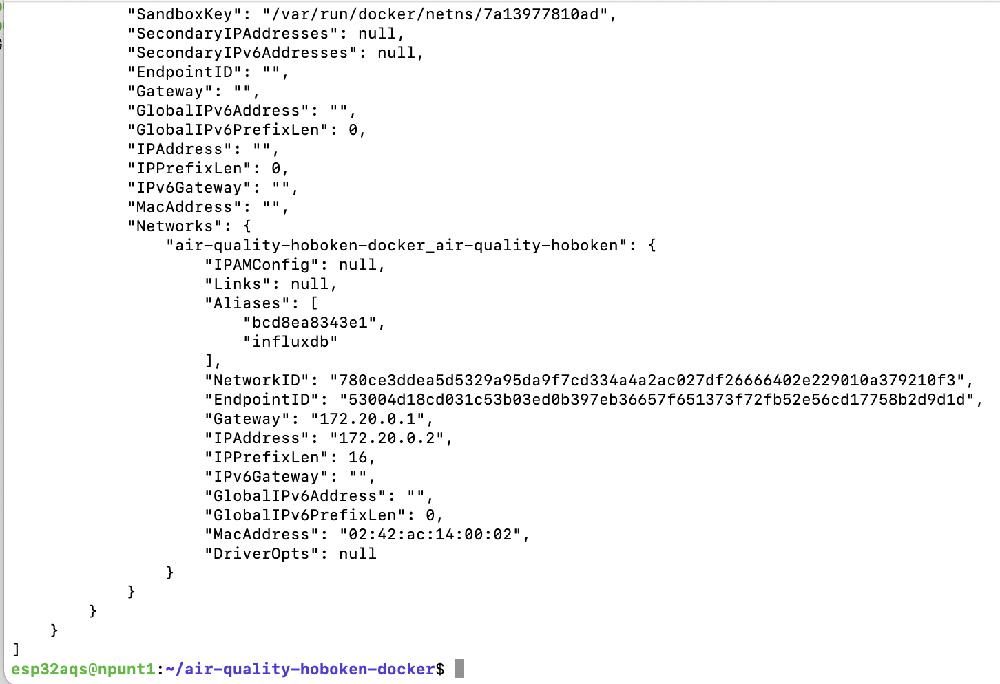 "SandboxKey": "/var/run/docker/netns/7a13977810ad",
"SecondaryIPAddresses": null,
"SecondaryIPv6Addresses": null,
"EndpointID": "",
"Gateway": "",
"GlobalIPv6Address": "",
"GlobalIPv6PrefixLen": 0,
"IPAddress": "",
"IPPrefixLen": 0,
"IPv6Gateway": "",
"MacAddress": "",
"Networks": {
"air-quality-hoboken-docker_air-quality-hoboken": {
"IPAMConfig": null,
"Links": null,
"Aliases": [
"bcd8ea8343e1",
"influxdb"
],
"NetworkID": "780ce3ddea5d5329a95da9f7cd334a4a2ac027df26666402e229010a379210f3",
"EndpointID": "53004d18cd031c53b03ed0b397eb36657f651373f72fb52e56cd17758b2d9d1d",
"Gateway": "172.20.0.1",
"IPAddress": "172.20.0.2",
"IPPrefixLen": 16,
"IPv6Gateway": "",
"GlobalIPv6Address": "",
"GlobalIPv6PrefixLen": 0,
"MacAddress": "02:42:ac:14:00:02",
"DriverOpts": null
}
}
}
}
]
esp32aqs@npunt1:~/air-quality-hoboken-docker$